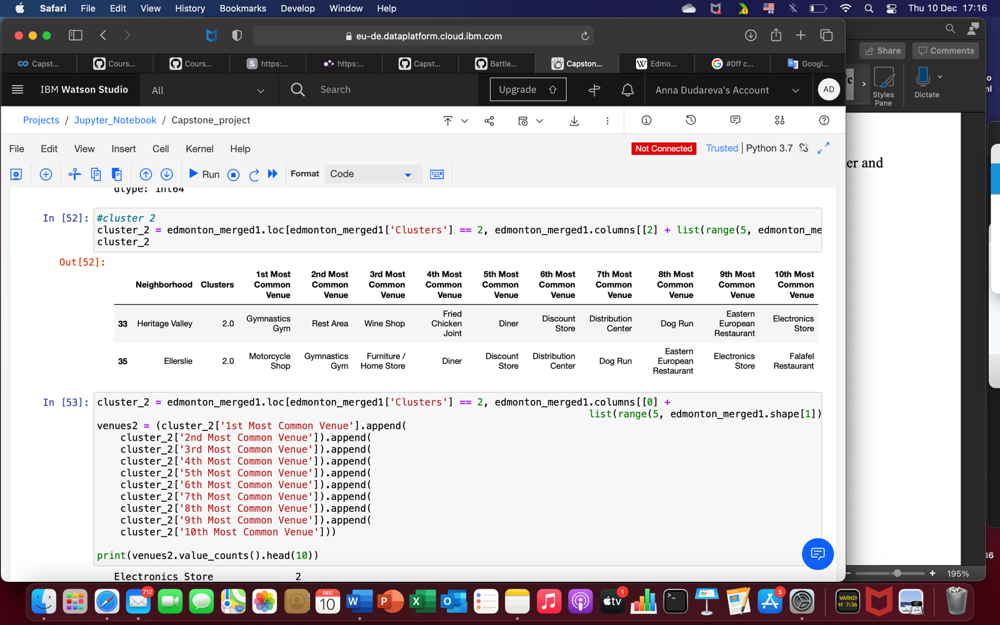 Safari File Edit View History Bookmarks Develop Window Help Thu 10 Dec 17:16
eu-de.dataplatform.cloud.ibm.com
Capst... Cours... Cours... https:... https:... Capst... Battle... Capston... Edmo... #0ff c... Googl...
Share Comments
IBM Watson Studio All Search Upgrade Anna Dudareva's Account AD
Styles
Pane
Dictate
Projects / Jupyter_Notebook / Capstone_project
File Edit View Insert Cell Kernel Help Not Connected Trusted | Python 3.7
er and
Run Format Code
dtype: int64
In [52]: #cluster 2
cluster_2 = edmonton_merged1.loc[edmonton_merged1['Clusters'] == 2, edmonton_merged1.columns[[2] + list(range(5, edmonton_me
cluster_2
Out[52]:
Neighborhood Clusters 1st Most Common Venue 2nd Most Common Venue 3rd Most Common Venue 4th Most Common Venue 5th Most Common Venue 6th Most Common Venue 7th Most Common Venue 8th Most Common Venue 9th Most Common Venue 10th Most Common Venue
33 Heritage Valley 2.0 Gymnastics Gym Rest Area Wine Shop Fried Chicken Joint Diner Discount Store Distribution Center Dog Run Eastern European Restaurant Electronics Store
35 Ellerslie 2.0 Motorcycle Shop Gymnastics Gym Furniture / Home Store Diner Discount Store Distribution Center Dog Run Eastern European Restaurant Electronics Store Falafel Restaurant
In [53]: cluster_2 = edmonton_merged1.loc[edmonton_merged1['Clusters'] == 2, edmonton_merged1.columns[[0] +
list(range(5, edmonton_merged1.shape[1])
venues2 = (cluster_2['1st Most Common Venue'].append(
cluster_2['2nd Most Common Venue']).append(
cluster_2['3rd Most Common Venue']).append(
cluster_2['4th Most Common Venue']).append(
cluster_2['5th Most Common Venue']).append(
cluster_2['6th Most Common Venue']).append(
cluster_2['7th Most Common Venue']).append(
cluster_2['8th Most Common Venue']).append(
cluster_2['9th Most Common Venue']).append(
cluster_2['10th Most Common Venue']))
print(venues2.value_counts().head(10))
Electronics Store 2
195%
712 DEC 10 tv 1 5